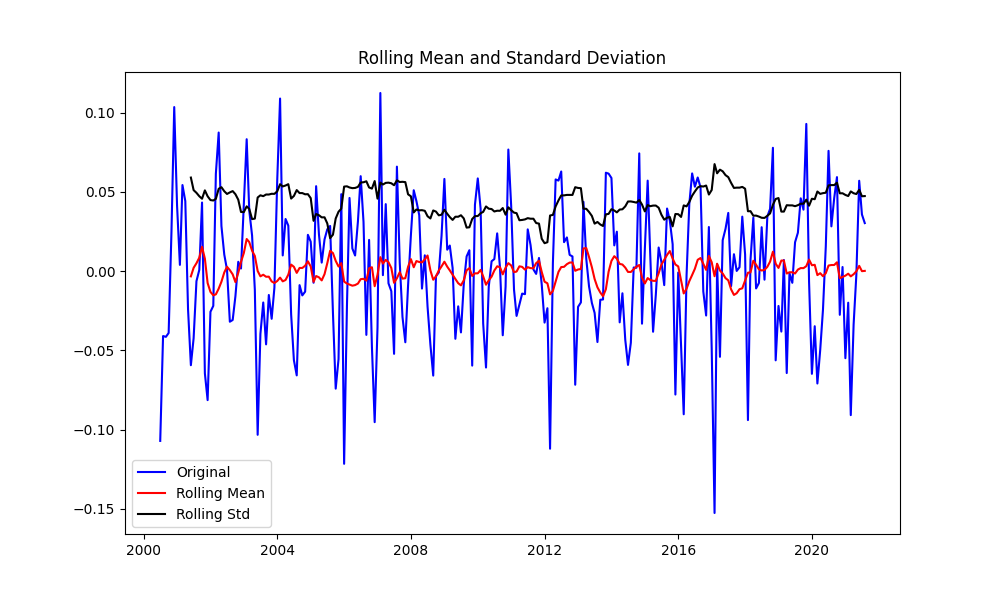 Rolling Mean and Standard Deviation
0.10
0.05
0.00
−0.05
−0.10
−0.15
Original
Rolling Mean
Rolling Std
2000 2004 2008 2012 2016 2020